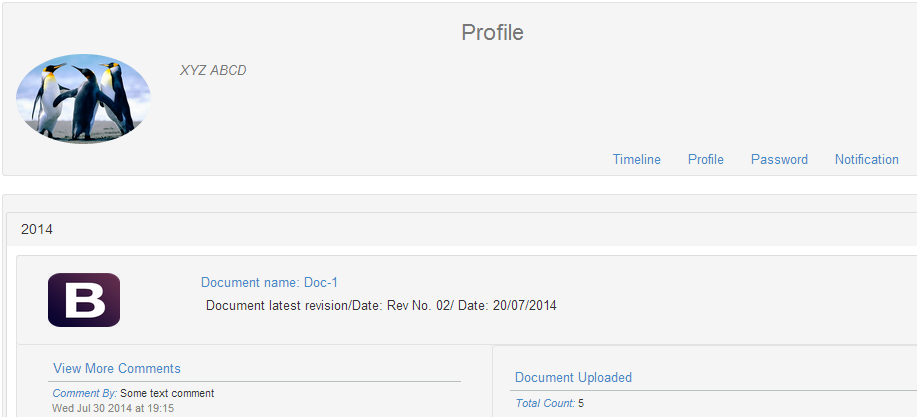 Profile
XYZ ABCD
Timeline Profile Password Notification
2014
B
Document name: Doc-1
Document latest revision/Date: Rev No. 02/ Date: 20/07/2014
View More Comments
Comment By: Some text comment
Wed Jul 30 2014 at 19:15
Document Uploaded
Total Count: 5